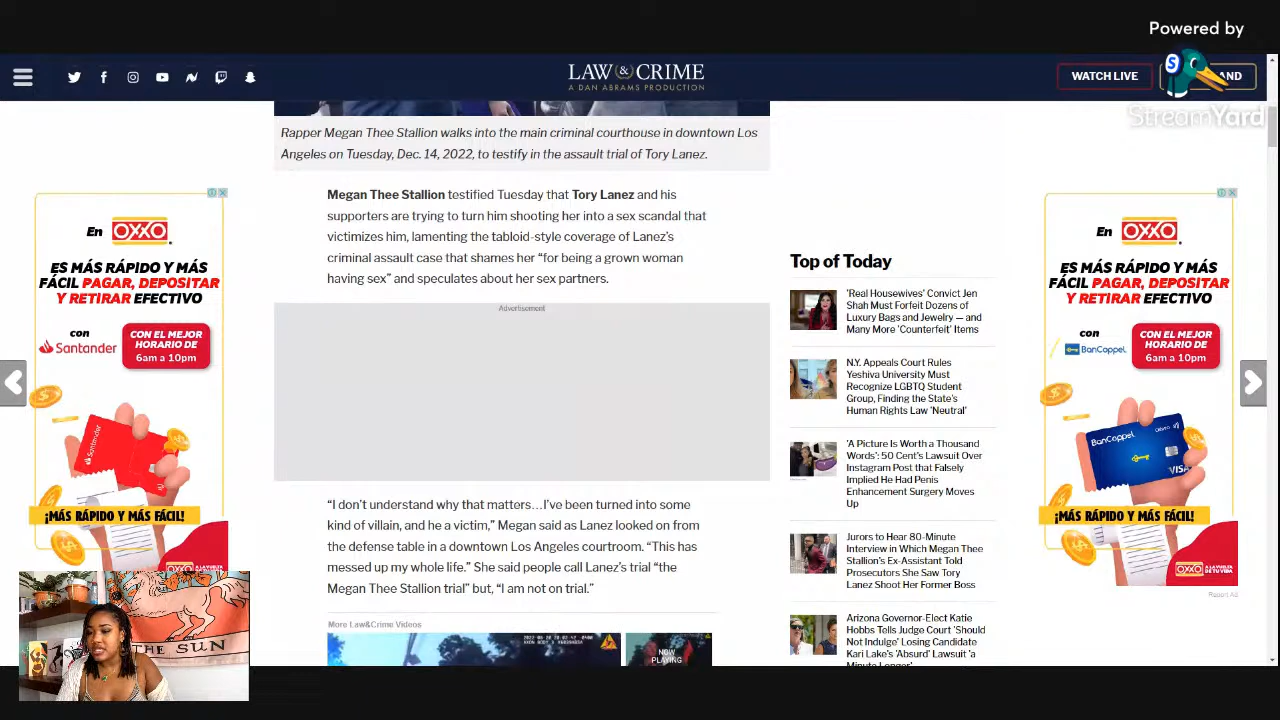 Powered by
StreamYard
S
LAW & CRIME
A DAN ABRAMS PRODUCTION
WATCH LIVE
AND
Rapper Megan Thee Stallion walks into the main criminal courthouse in downtown Los
Angeles on Tuesday, Dec. 14, 2022, to testify in the assault trial of Tory Lanez.
Megan Thee Stallion testified Tuesday that Tory Lanez and his
supporters are trying to turn him shooting her into a sex scandal that
victimizes him, lamenting the tabloid-style coverage of Lanez’s
criminal assault case that shames her “for being a grown woman
having sex” and speculates about her sex partners.
Advertisement
“I don’t understand why that matters…I’ve been turned into some
kind of villain, and he a victim,” Megan said as Lanez looked on from
the defense table in a downtown Los Angeles courtroom. “This has
messed up my whole life.” She said people call Lanez’s trial “the
Megan Thee Stallion trial” but, “I am not on trial.”
More Law&Crime Videos
NOW
PLAYING
Top of Today
'Real Housewives' Convict Jen
Shah Must Forfeit Dozens of
Luxury Bags and Jewelry — and
Many More 'Counterfeit' Items
N.Y. Appeals Court Rules
Yeshiva University Must
Recognize LGBTQ Student
Group, Finding the State's
Human Rights Law 'Neutral'
'A Picture Is Worth a Thousand
Words': 50 Cent's Lawsuit Over
Instagram Post that Falsely
Implied He Had Penis
Enhancement Surgery Moves
Up
Jurors to Hear 80-Minute
Interview in Which Megan Thee
Stallion's Ex-Assistant Told
Prosecutors She Saw Tory
Lanez Shoot Her Former Boss
Arizona Governor-Elect Katie
Hobbs Tells Judge Court 'Should
Not Indulge' Losing Candidate
Kari Lake's 'Absurd' Lawsuit 'a
Minute Longer'
En OXXO
ES MÁS RÁPIDO Y MÁS
FÁCIL PAGAR, DEPOSITAR
Y RETIRAR EFECTIVO
con
Santander
CON EL MEJOR
HORARIO DE
6am a 10pm
Santander
¡MÁS RÁPIDO Y MÁS FÁCIL!
OXXO
En OXXO
ES MÁS RÁPIDO Y MÁS
FÁCIL PAGAR, DEPOSITAR
Y RETIRAR EFECTIVO
con
BanCoppel
CON EL MEJOR
HORARIO DE
6am a 10pm
BanCoppel
VISA
¡MÁS RÁPIDO Y MÁS FÁCIL!
OXXO
Report Ad
THE SUN